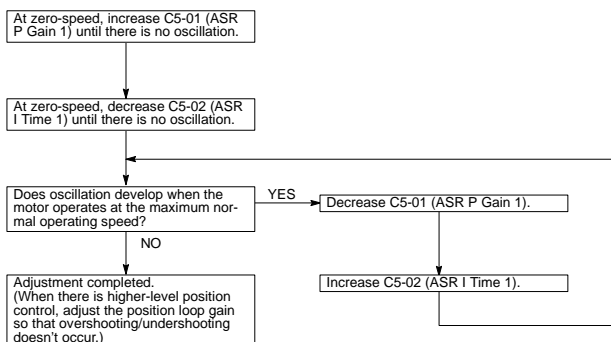 At zero-speed, increase C5-01 (ASR
P Gain 1) until there is no oscillation.
At zero-speed, decrease C5-02 (ASR
I Time 1) until there is no oscillation.
Does oscillation develop when the
motor operates at the maximum nor-
mal operating speed?
YES
Decrease C5-01 (ASR P Gain 1).
NO
Increase C5-02 (ASR I Time 1).
Adjustment completed.
(When there is higher-level position
control, adjust the position loop gain
so that overshooting/undershooting
doesn't occur.)